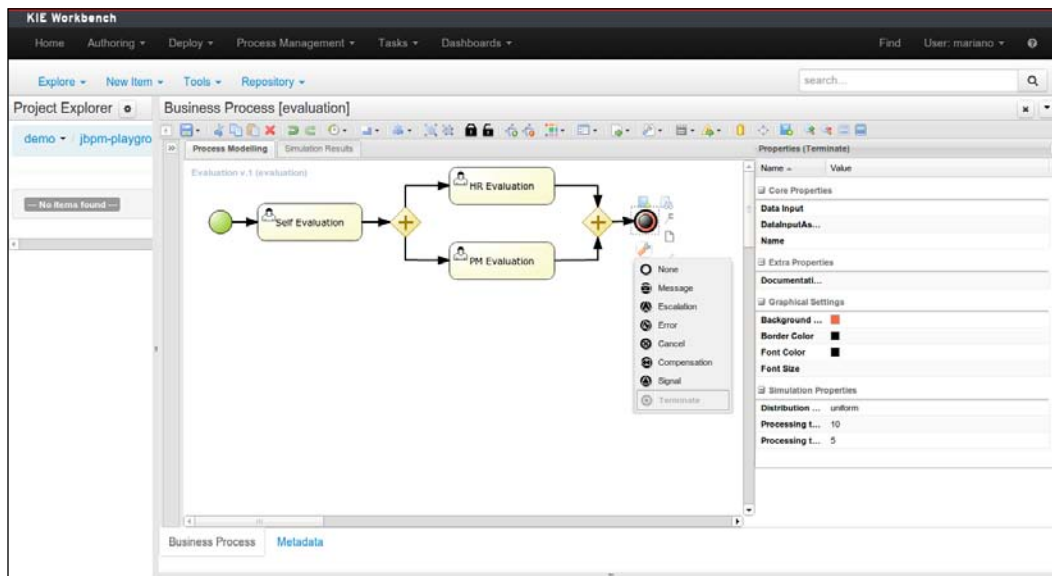 KIE Workbench
Home Authoring Deploy Process Management Tasks Dashboards Find User: mariano
Explore New Item Tools Repository search...
Project Explorer Business Process [evaluation]
demo / jbpm-playgro
Process Modelling Simulation Results Properties (Terminate)
Name Value
Evaluation v.1 (evaluation)
Core Properties
HR Evaluation
--- No items found ---
Data Input
DataInputAs...
Self Evaluation
Name
PM Evaluation
Extra Properties
None
Documentati...
Message
Graphical Settings
Escalation
Background ...
Error
Border Color
Cancel
Font Color
Compensation
Font Size
Signal
Simulation Properties
Terminate
Distribution ... uniform
Processing t... 10
Processing t... 5
Business Process Metadata